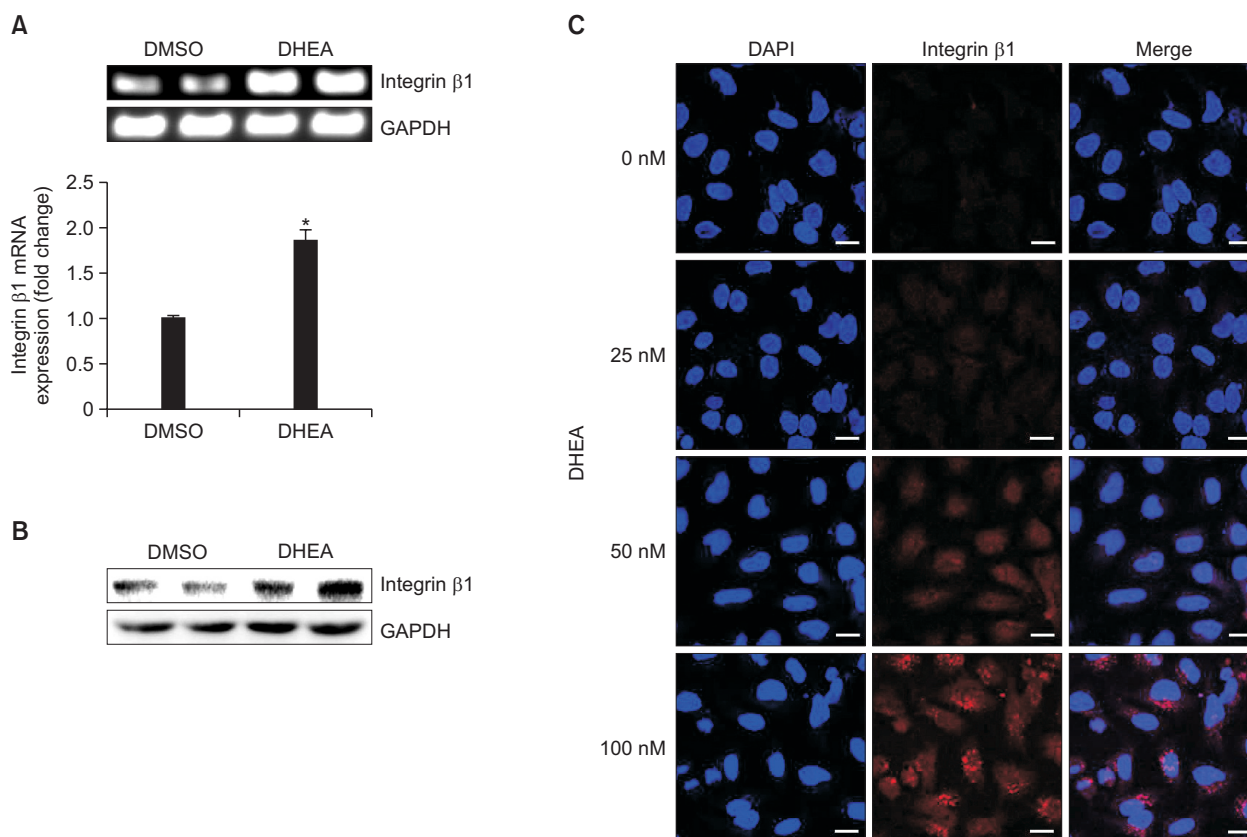 A
DMSO DHEA
Integrin β1
GAPDH
Integrin β1 mRNA
expression (fold change)
2.5
2.0
1.5
1.0
0.5
0
*
DMSO DHEA
B
DMSO DHEA
Integrin β1
GAPDH
C
DAPI Integrin β1 Merge
DHEA
0 nM
25 nM
50 nM
100 nM